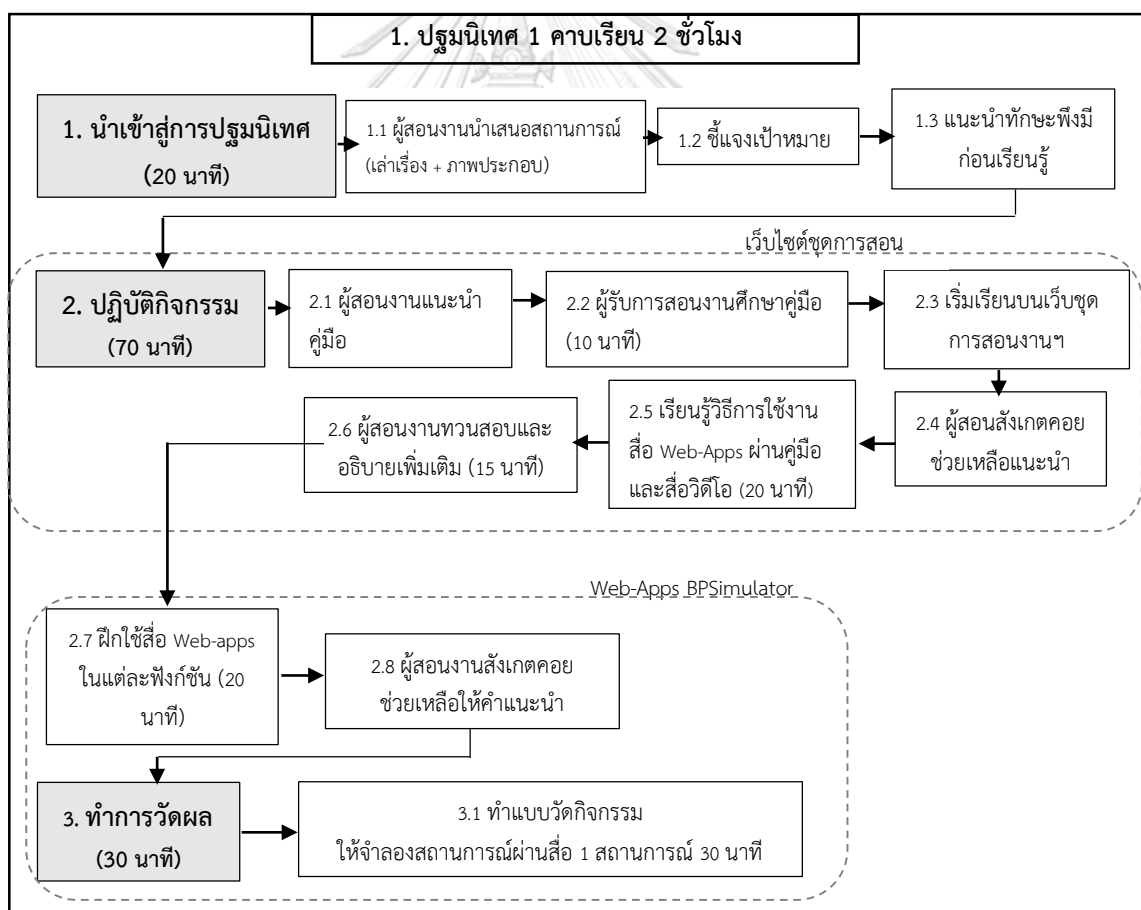 1. ปฐมนิเทศ 1 คาบเรียน 2 ชั่วโมง
1. นำเข้าสู่การปฐมนิเทศ
(20 นาที)
1.1 ผู้สอนงานนำเสนอสถานการณ์
(เล่าเรื่อง + ภาพประกอบ)
1.2 ชี้แจงเป้าหมาย
1.3 แนะนำทักษะพึงมี
ก่อนเรียนรู้
เว็บไซต์ชุดการสอน
2. ปฏิบัติกิจกรรม
(70 นาที)
2.1 ผู้สอนงานแนะนำ
คู่มือ
2.2 ผู้รับการสอนงานศึกษาคู่มือ
(10 นาที)
2.3 เริ่มเรียนบนเว็บชุด
การสอนงานฯ
2.4 ผู้สอนสังเกตคอย
ช่วยเหลือแนะนำ
2.5 เรียนรู้วิธีการใช้งาน
สื่อ Web-Apps ผ่านคู่มือ
และสื่อวิดีโอ (20 นาที)
2.6 ผู้สอนงานทวนสอบและ
อธิบายเพิ่มเติม (15 นาที)
Web-Apps BPSimulator
2.7 ฝึกใช้สื่อ Web-apps
ในแต่ละฟังก์ชัน (20
นาที)
2.8 ผู้สอนงานสังเกตคอย
ช่วยเหลือให้คำแนะนำ
3. ทำการวัดผล
(30 นาที)
3.1 ทำแบบวัดกิจกรรม
ให้จำลองสถานการณ์ผ่านสื่อ 1 สถานการณ์ 30 นาที